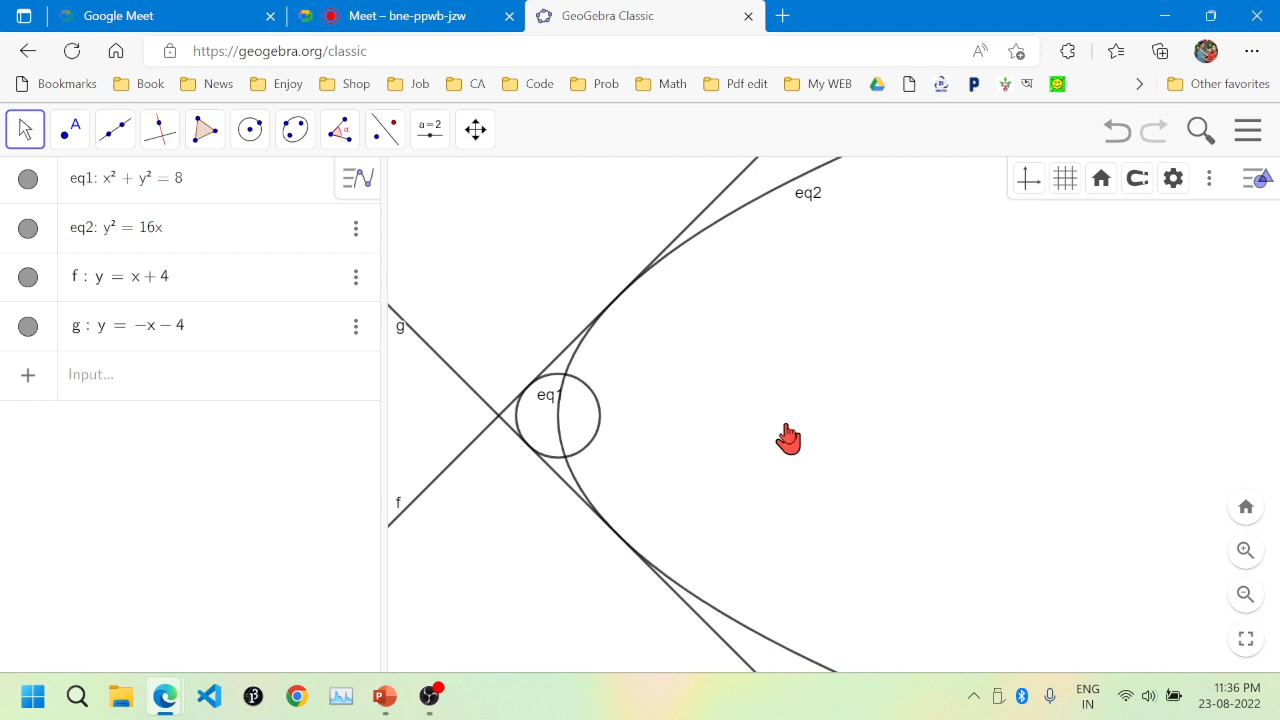 Google Meet
Meet – bne-ppwb-jzw
GeoGebra Classic
https://geogebra.org/classic
Bookmarks Book News Enjoy Shop Job CA Code Prob Math Pdf edit My WEB Other favorites
A
α
a=2
eq1: x² + y² = 8
eq2: y² = 16x
f : y = x + 4
g : y = −x − 4
Input...
eq2
g
eq1
f
ENG
IN
11:36 PM
23-08-2022